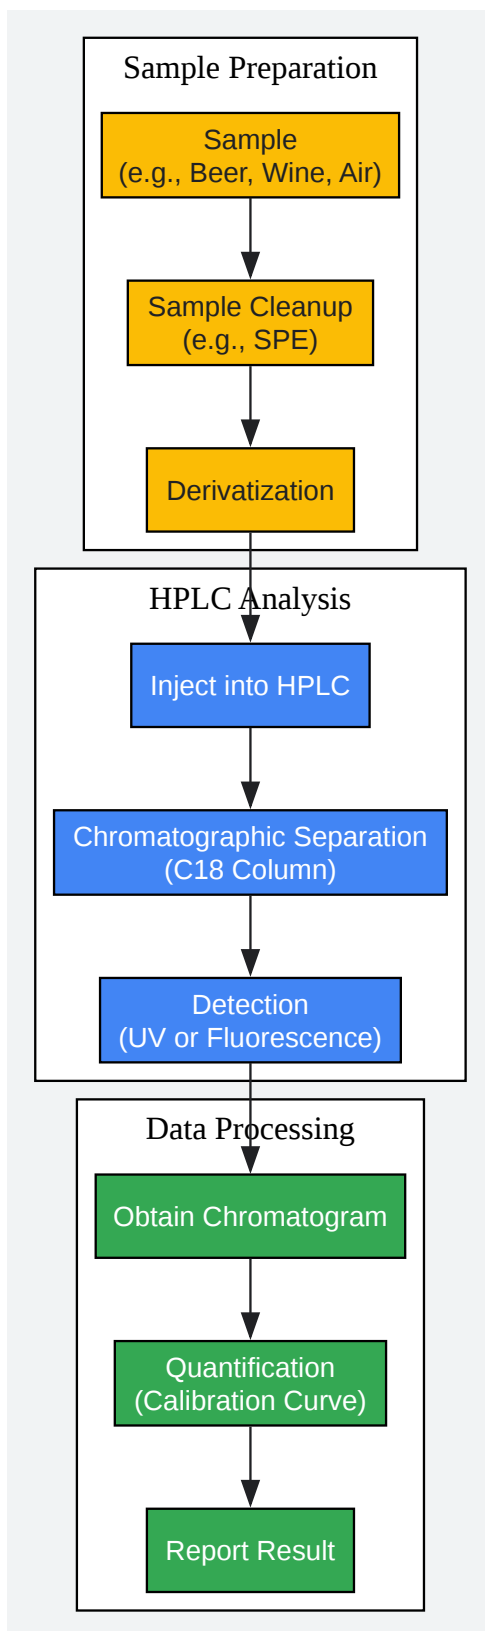 Sample Preparation
Sample
(e.g., Beer, Wine, Air)
Sample Cleanup
(e.g., SPE)
Derivatization
HPLC Analysis
Inject into HPLC
Chromatographic Separation
(C18 Column)
Detection
(UV or Fluorescence)
Data Processing
Obtain Chromatogram
Quantification
(Calibration Curve)
Report Result